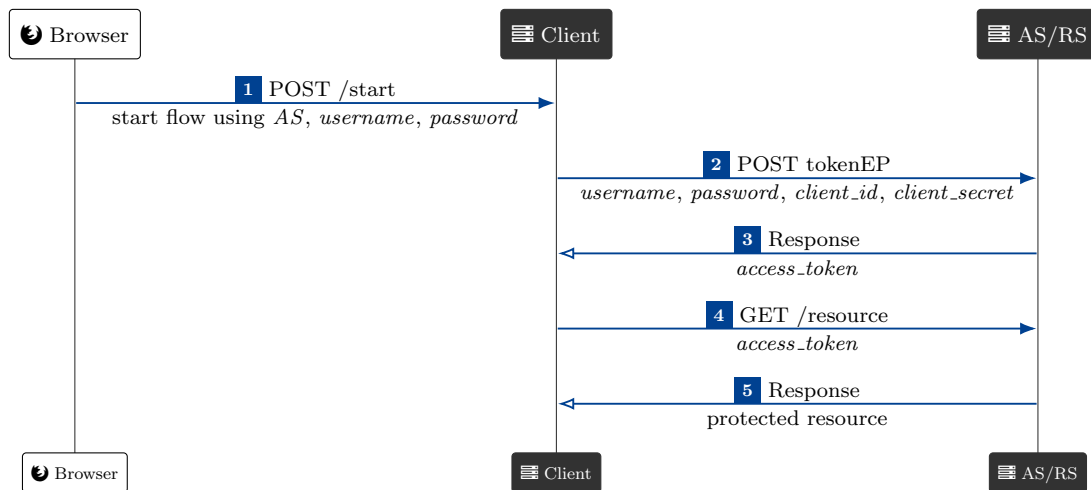 Browser
Client
AS/RS
1 POST /start
start flow using AS, username, password
2 POST tokenEP
username, password, client_id, client_secret
3 Response
access_token
4 GET /resource
access_token
5 Response
protected resource
Browser
Client
AS/RS